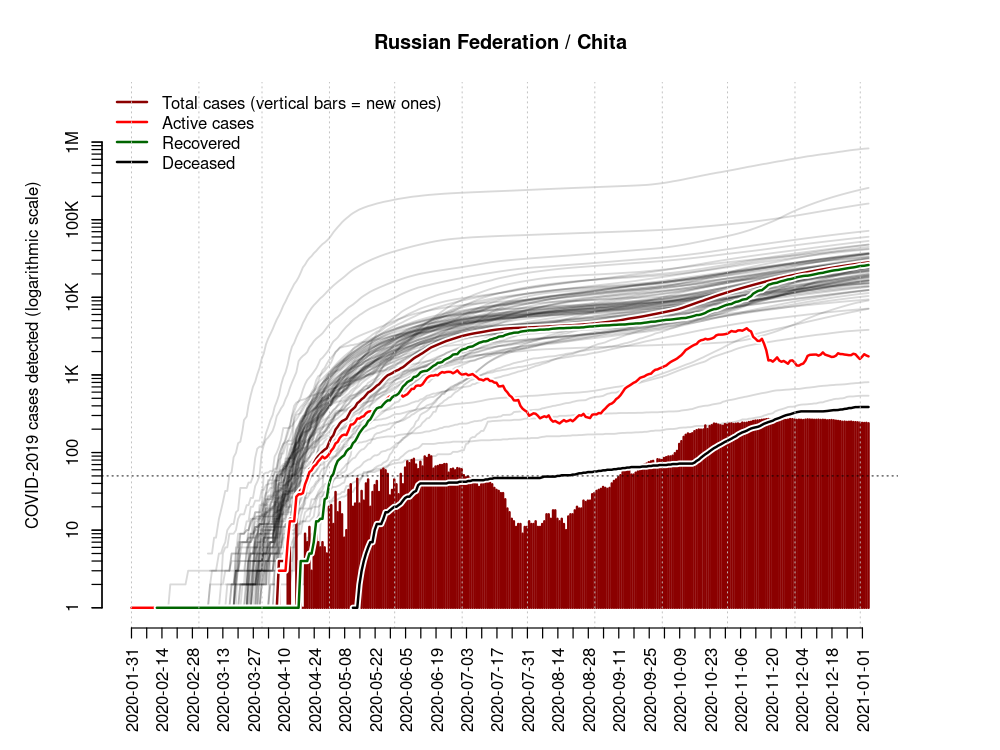 Russian Federation / Chita
Total cases (vertical bars = new ones)
Active cases
Recovered
Deceased
COVID-2019 cases detected (logarithmic scale)
1M
100K
10K
1K
100
10
1
2020-01-31
2020-02-14
2020-02-28
2020-03-13
2020-03-27
2020-04-10
2020-04-24
2020-05-08
2020-05-22
2020-06-05
2020-06-19
2020-07-03
2020-07-17
2020-07-31
2020-08-14
2020-08-28
2020-09-11
2020-09-25
2020-10-09
2020-10-23
2020-11-06
2020-11-20
2020-12-04
2020-12-18
2021-01-01